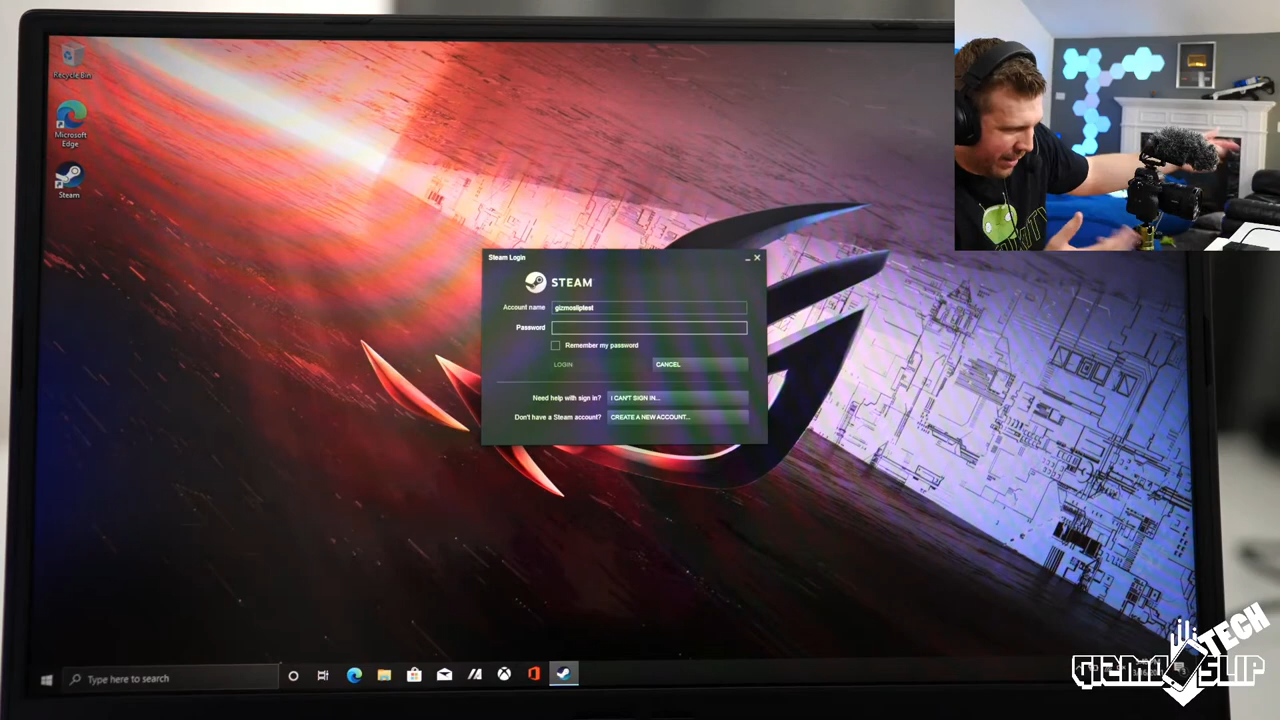 Recycle Bin
Microsoft
Edge
Steam
Steam Login
STEAM
Account name
gizmosliptest
Password
Remember my password
LOGIN
CANCEL
Need help with sign in?
I CAN'T SIGN IN...
Don't have a Steam account?
CREATE A NEW ACCOUNT...
Type here to search
TECH
GIZMO SLIP